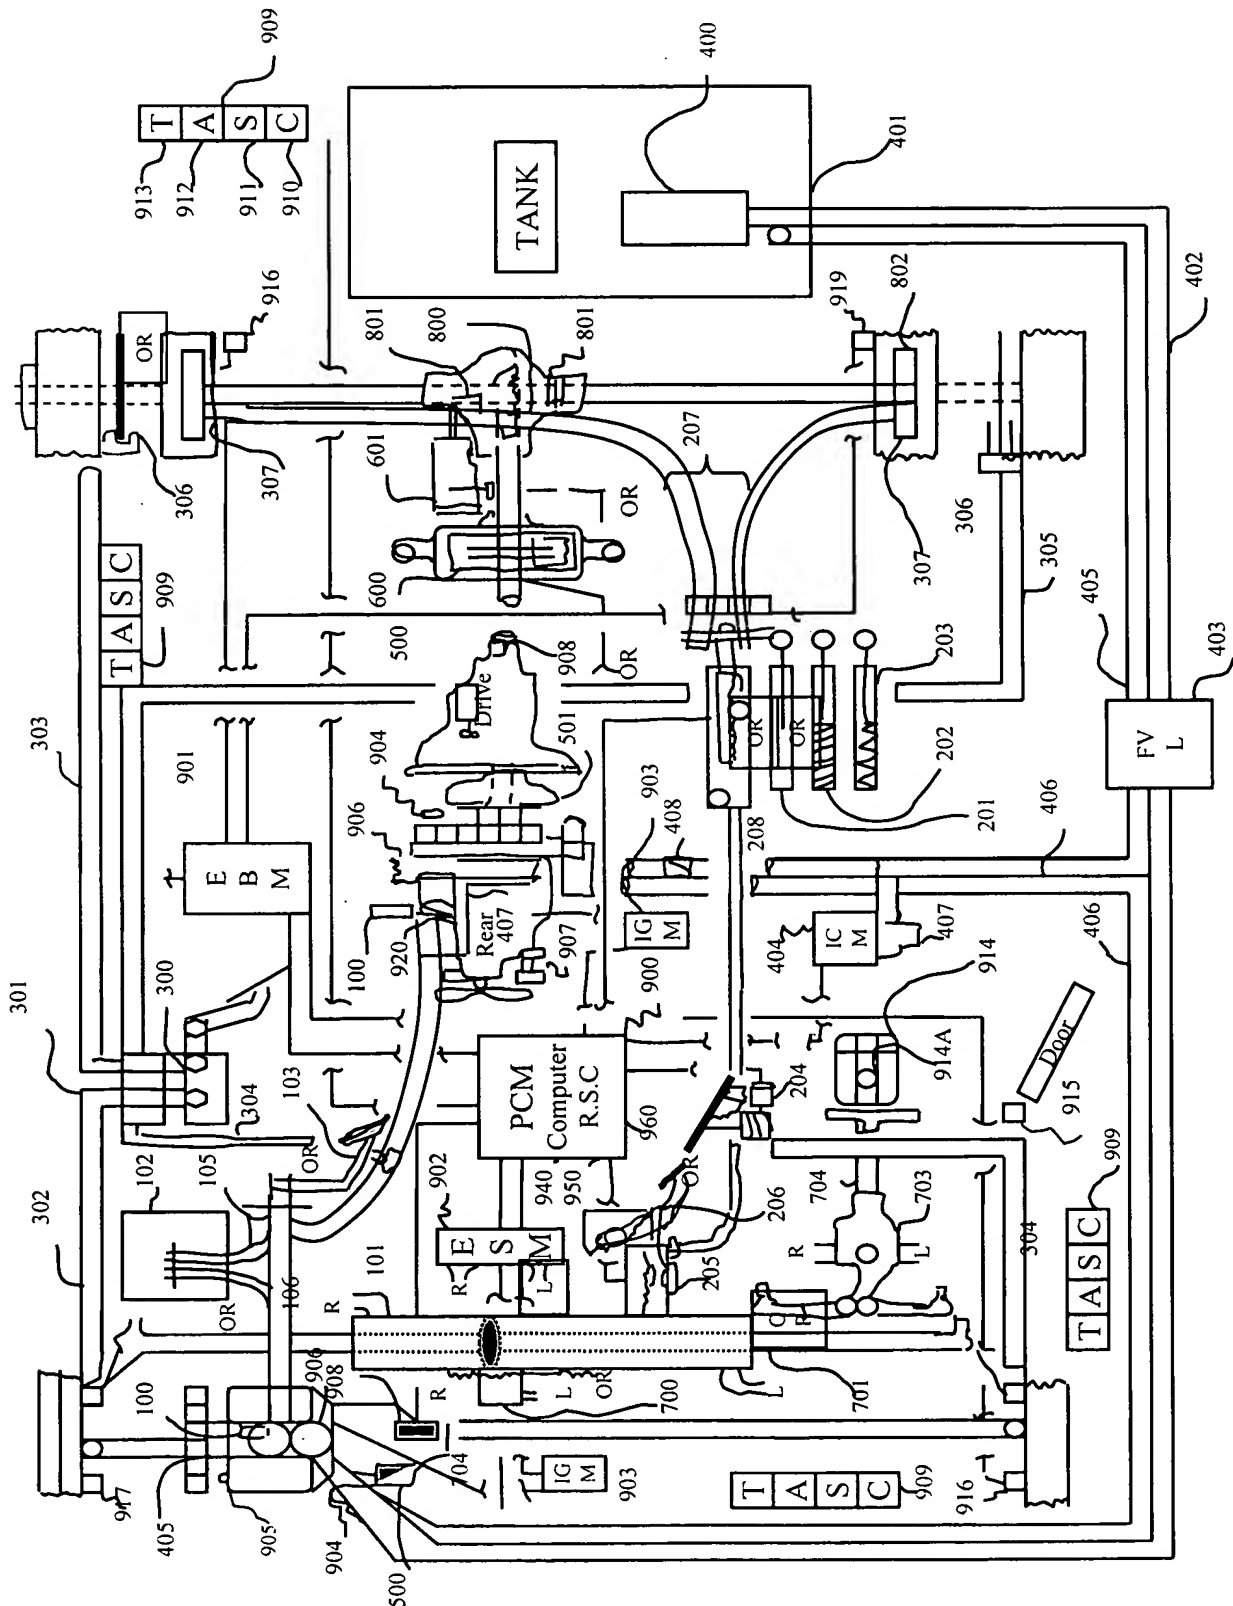 909
T
A
S
C
913
912
911
910
400
TANK
401
402
OR
916
306
307
801
800
801
919
802
601
207
OR
600
307
306
305
T A S C
909
303
901
500
908
OR
405
403
203
FV
L
Drive
501
904
906
E
B
M
OR
OR
202
201
903
408
208
406
100
920
Rear
407
907
IG
M
404
IC
M
407
406
900
914
914A
Door
915
301
300
304
103
PCM
Computer
R.S.C
960
204
302
102
105
OR
902
940
950
OR
206
704
703
909
T A S C
304
OR
106
101
R
R
E
S
M
L
205
R
L
O
R
906
908
100
R
L
OR
700
L
701
917
405
905
904
500
704
IG
M
903
T
A
S
C
909
916